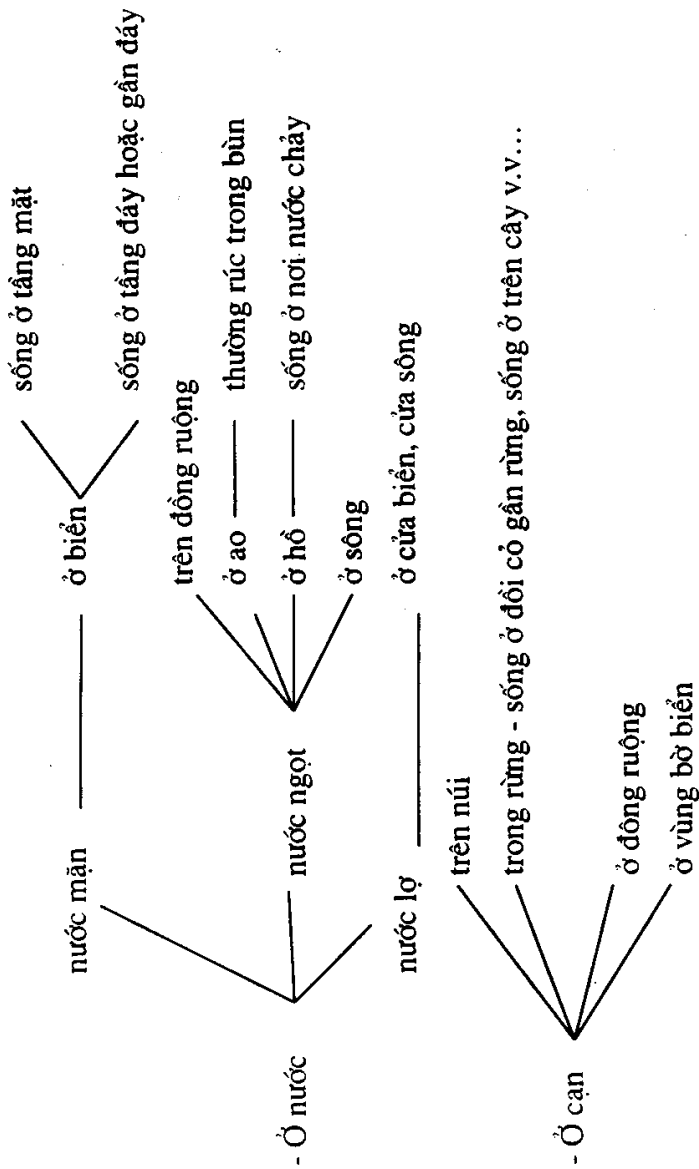 - Ở nước
nước mặn
ở biển
sống ở tầng mặt
sống ở tầng đáy hoặc gần đáy
nước ngọt
trên đồng ruộng
ở ao
thường rúc trong bùn
ở hồ
sống ở nơi nước chảy
ở sông
nước lợ
ở cửa biển, cửa sông
- Ở cạn
trên núi
trong rừng - sống ở đồi cỏ gần rừng, sống ở trên cây v.v...
ở đông ruộng
ở vùng bờ biển